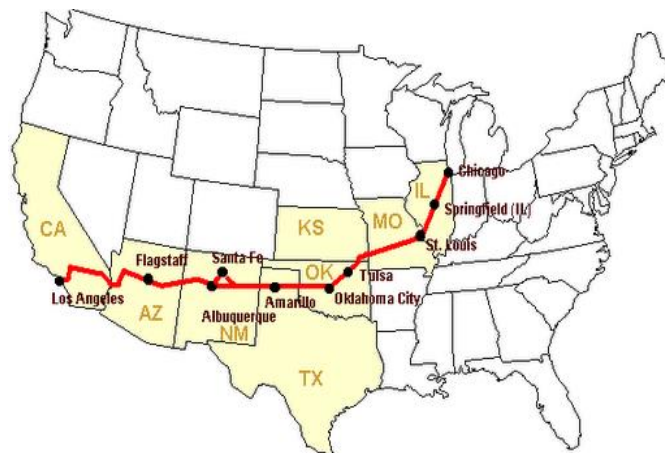 Chicago
IL
Springfield (IL)
MO
KS
CA
St. Louis
Santa Fe
Flagstaff
OK
Tulsa
Los Angeles
Amarillo
Oklahoma City
AZ
Albuquerque
NM
TX